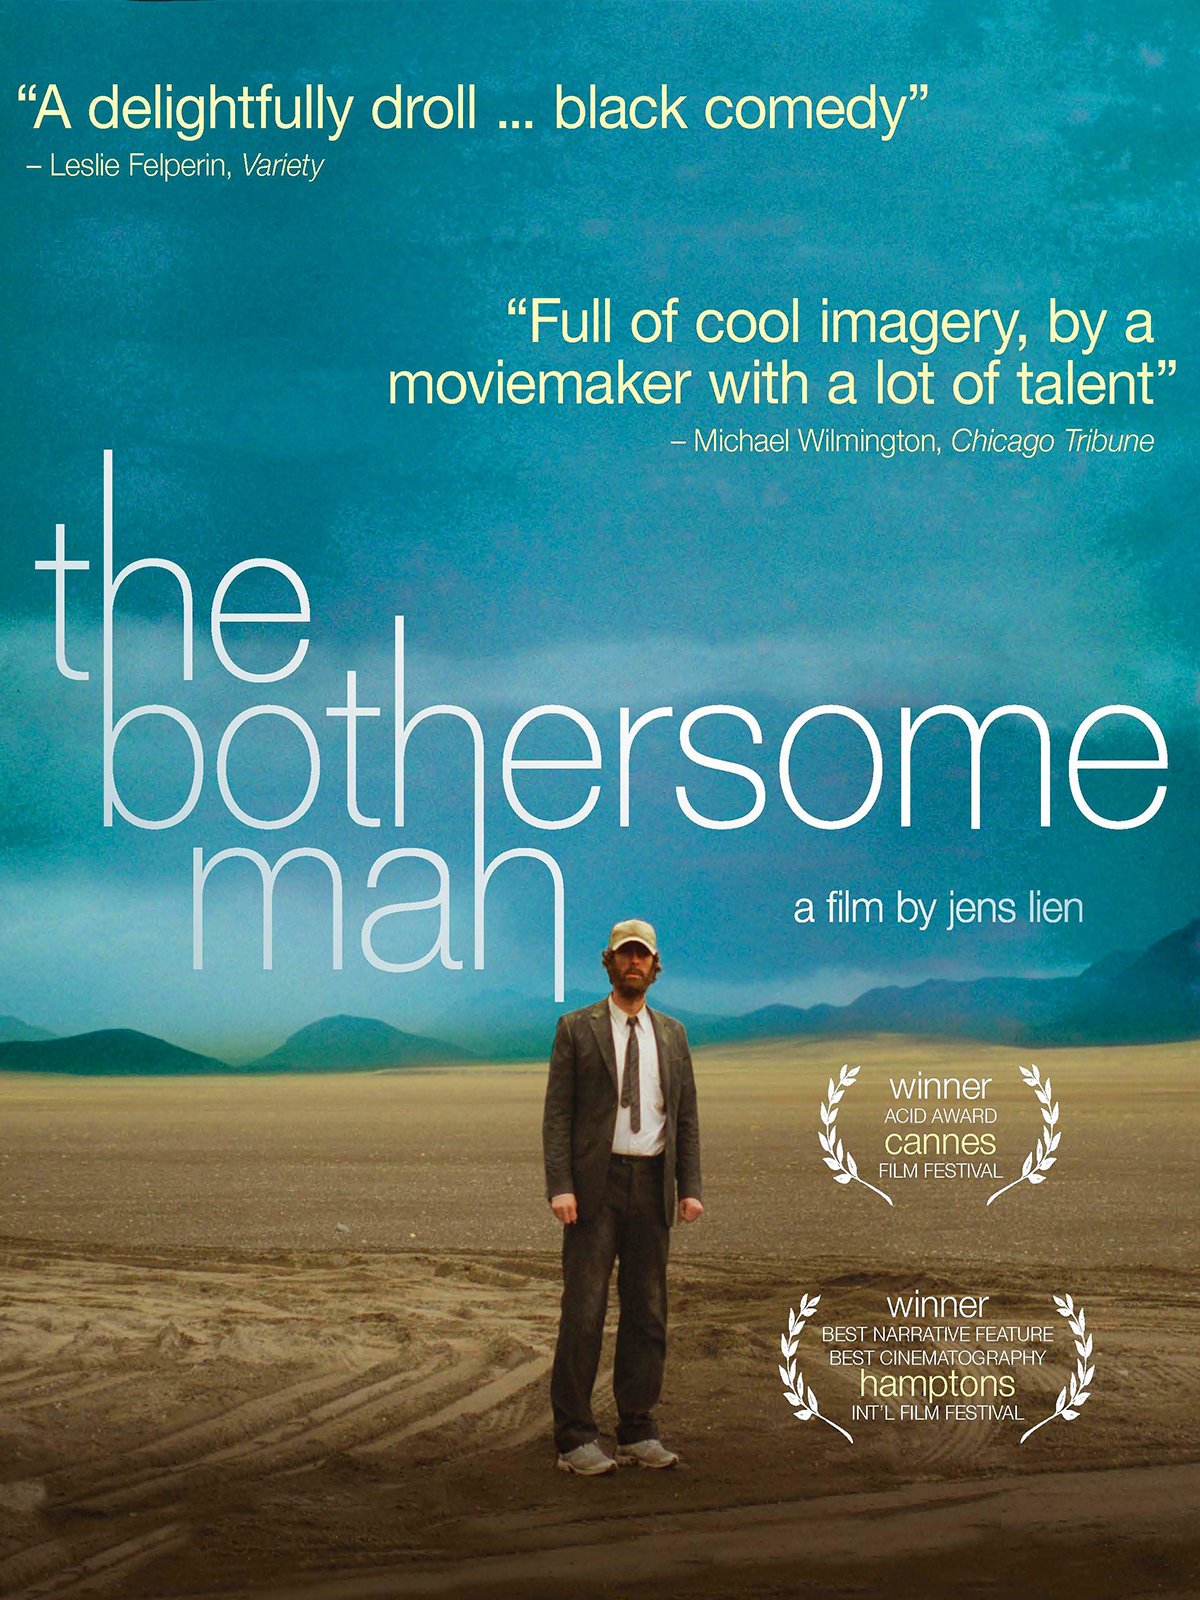 “A delightfully droll ... black comedy”
– Leslie Felperin, Variety
“Full of cool imagery, by a
moviemaker with a lot of talent”
– Michael Wilmington, Chicago Tribune
the
bothersome
man
a film by jens lien
winner
ACID AWARD
cannes
FILM FESTIVAL
winner
BEST NARRATIVE FEATURE
BEST CINEMATOGRAPHY
hamptons
INT'L FILM FESTIVAL